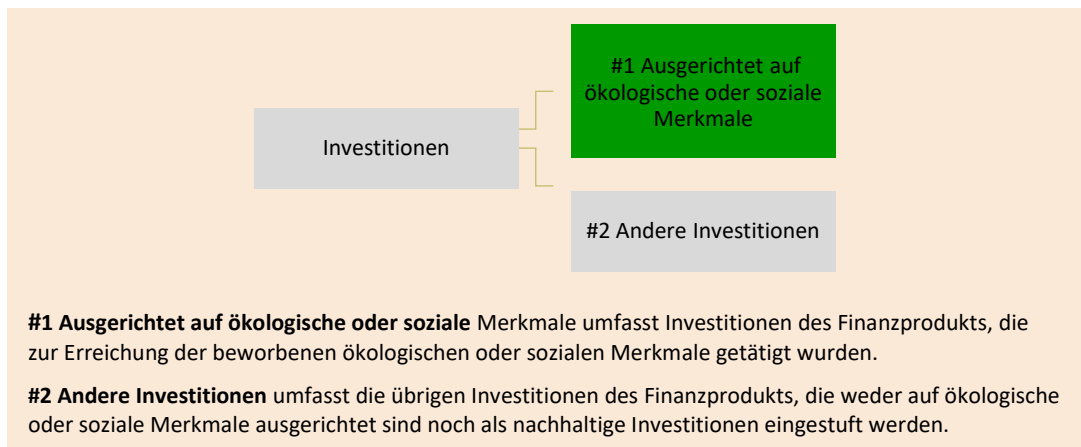 #1 Ausgerichtet auf
ökologische oder soziale
Merkmale
Investitionen
#2 Andere Investitionen
#1 Ausgerichtet auf ökologische oder soziale Merkmale umfasst Investitionen des Finanzprodukts, die
zur Erreichung der beworbenen ökologischen oder sozialen Merkmale getätigt wurden.
#2 Andere Investitionen umfasst die übrigen Investitionen des Finanzprodukts, die weder auf ökologische
oder soziale Merkmale ausgerichtet sind noch als nachhaltige Investitionen eingestuft werden.